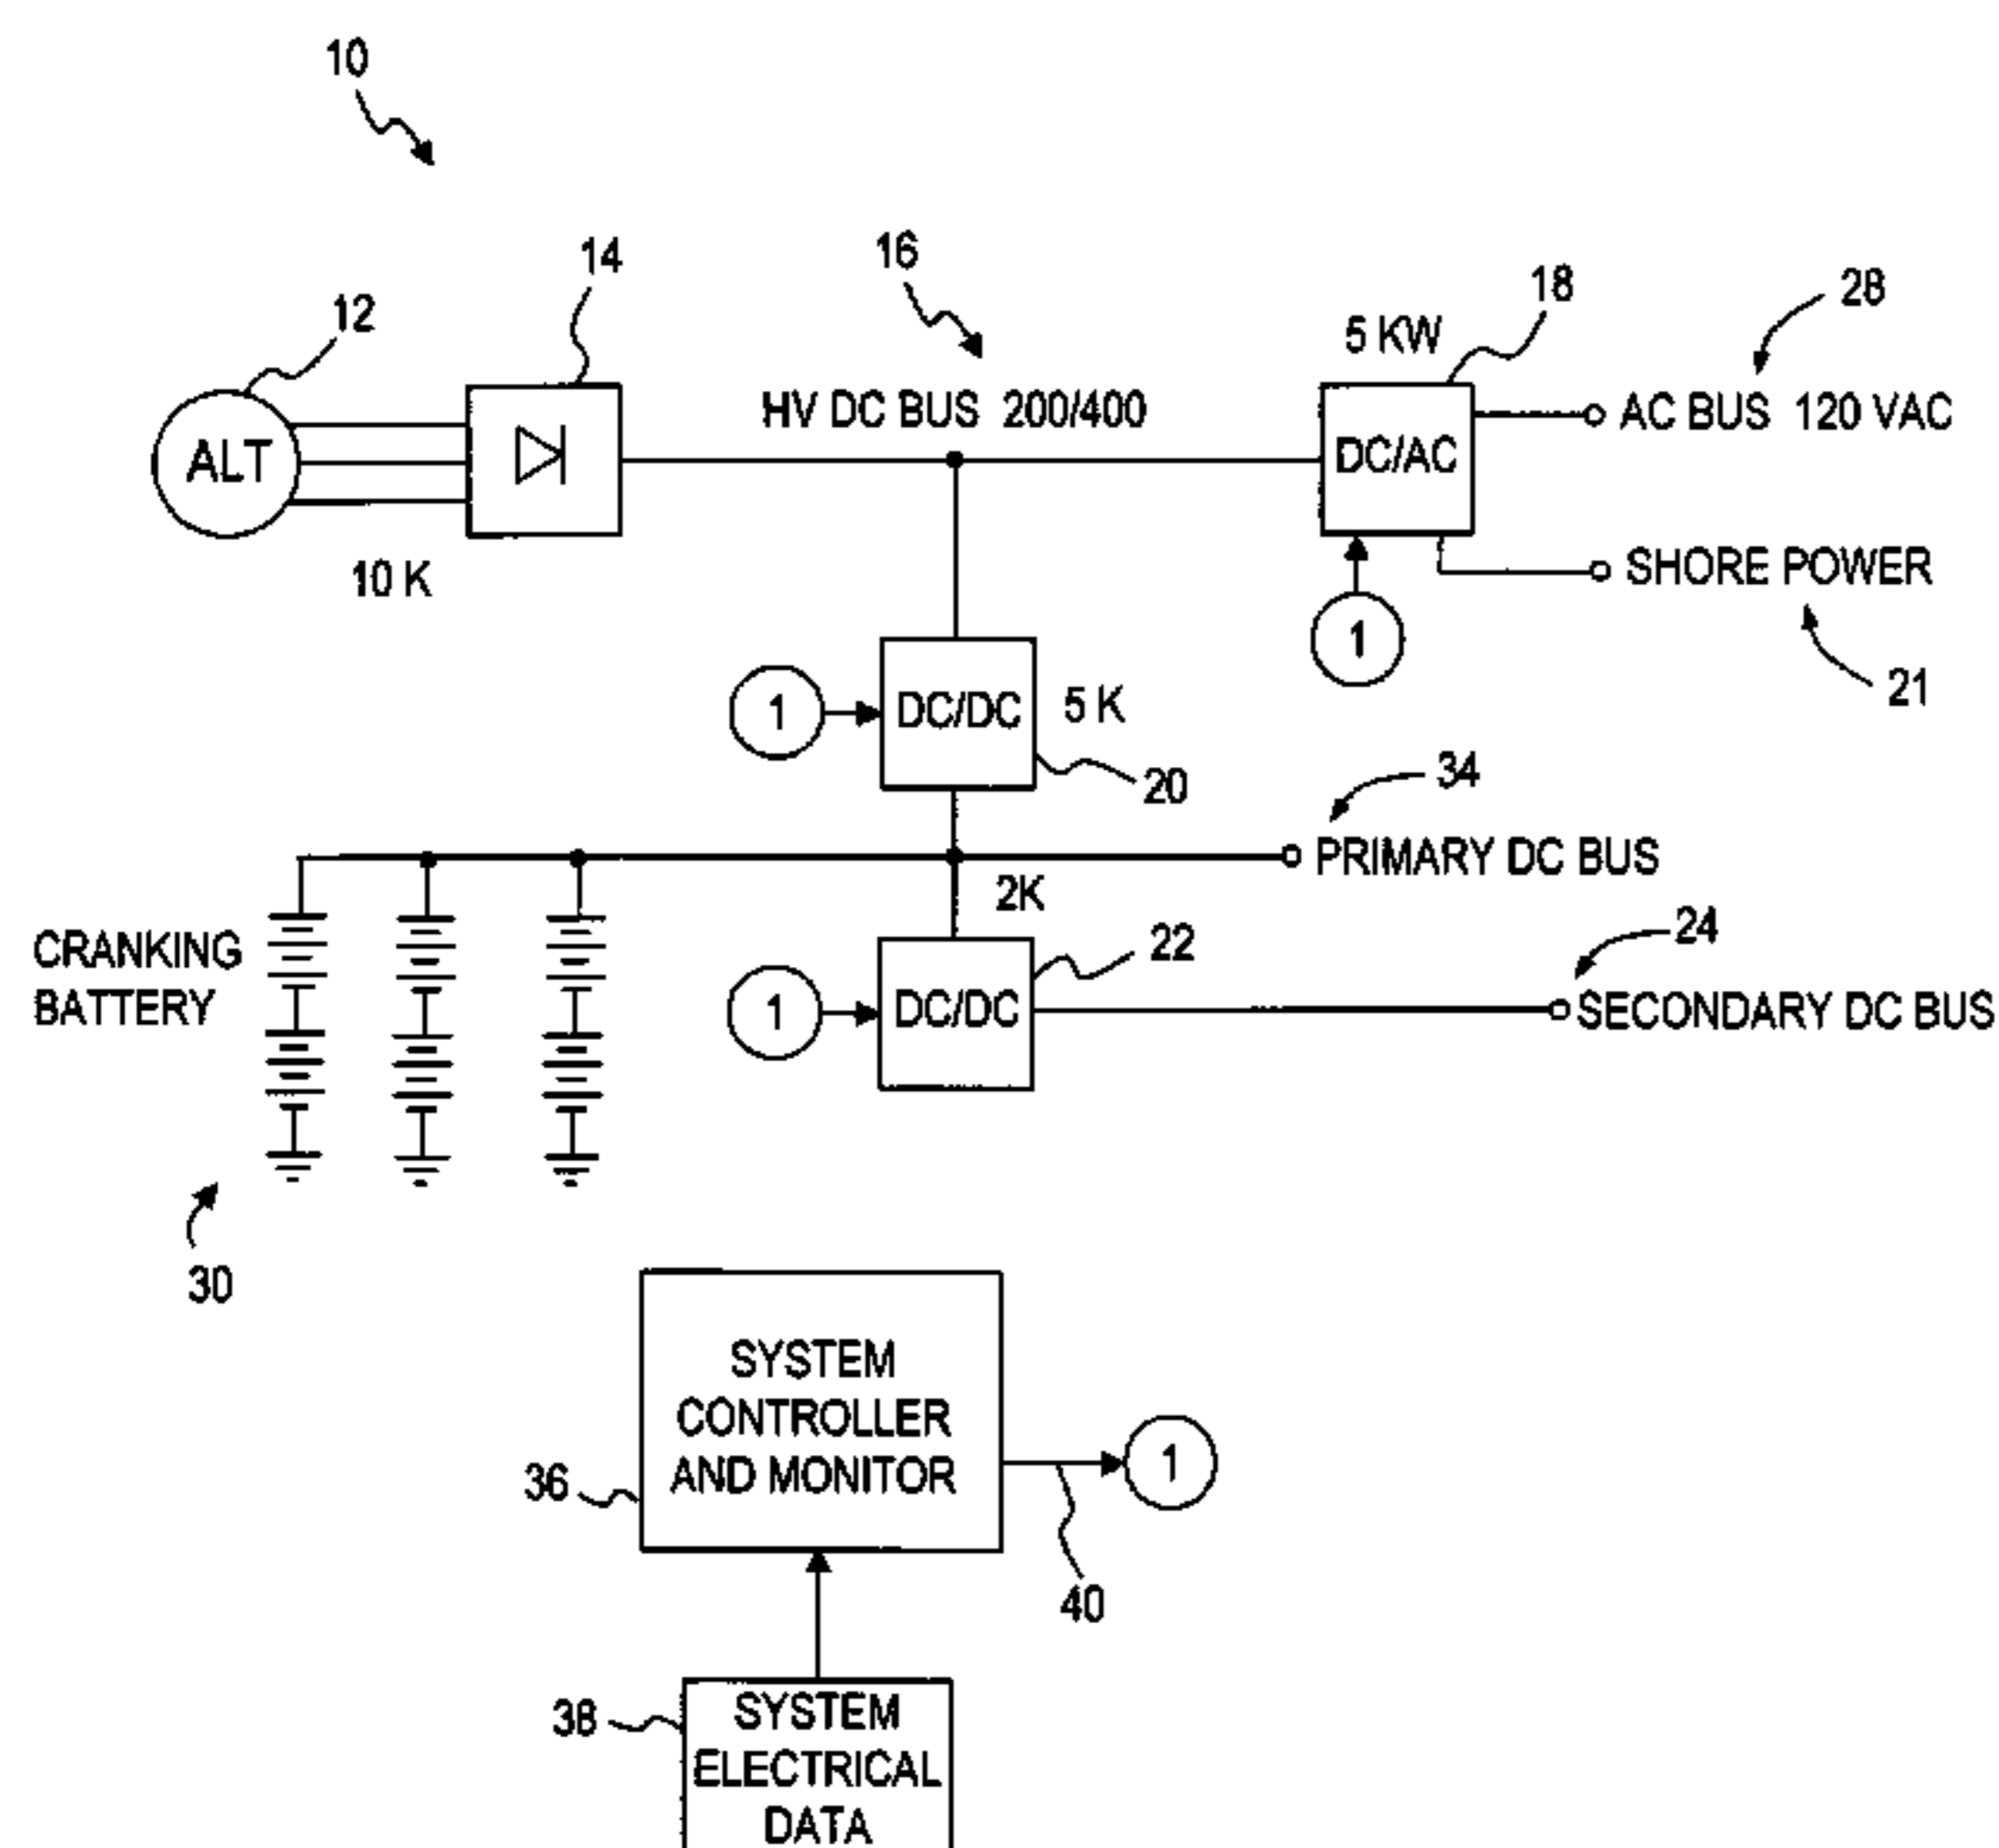 10
16
14
18
28
12
5 KW
HV DC BUS 200/400
AC BUS 120 VAC
ALT
DC/AC
10 K
SHORE POWER
1
21
1
DC/DC
5 K
20
34
PRIMARY DC BUS
2K
24
22
CRANKING
BATTERY
1
DC/DC
SECONDARY DC BUS
30
SYSTEM
CONTROLLER
AND MONITOR
1
36
40
38
SYSTEM
ELECTRICAL
DATA